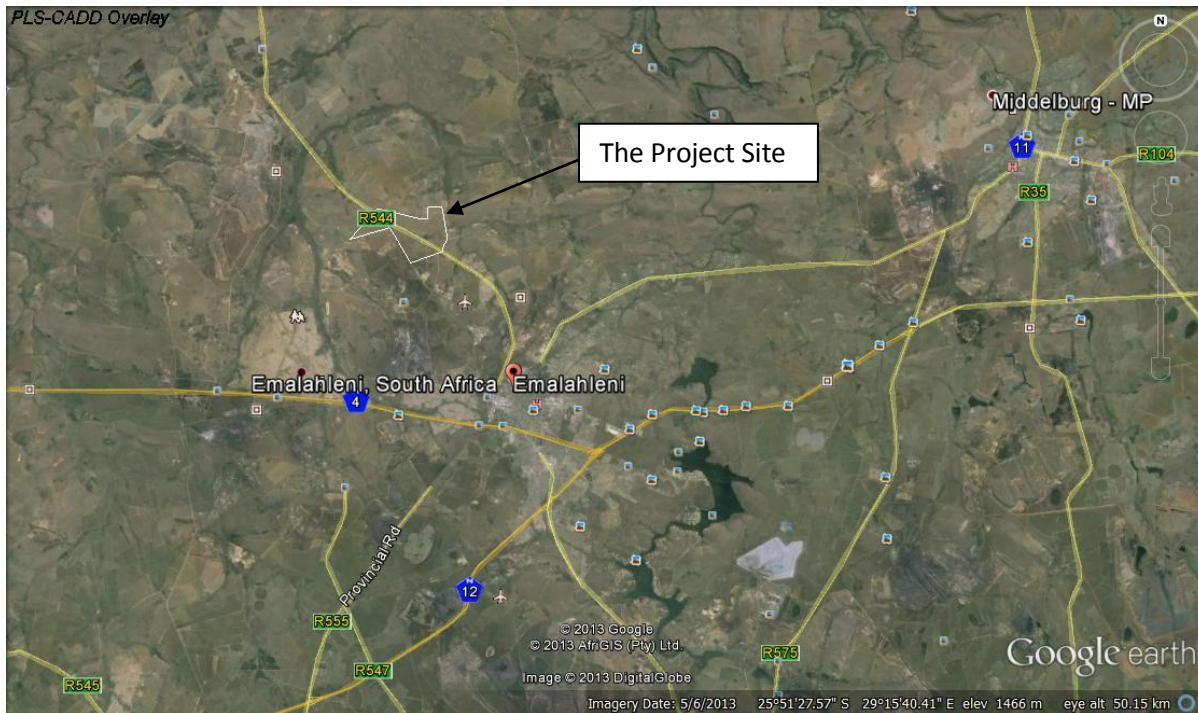 PLS-CADD Overlay
N
Middelburg - MP
The Project Site
11
R104
R35
H
R544
Emalahleni, South Africa
Emalahleni
4
H
Provincial Rd
12
R555
R547
R575
R545
© 2013 Google
© 2013 AfriGIS (Pty) Ltd.
Image © 2013 DigitalGlobe
Google earth
Imagery Date: 5/6/2013 25°51'27.57" S 29°15'40.41" E elev 1466 m eye alt 50.15 km